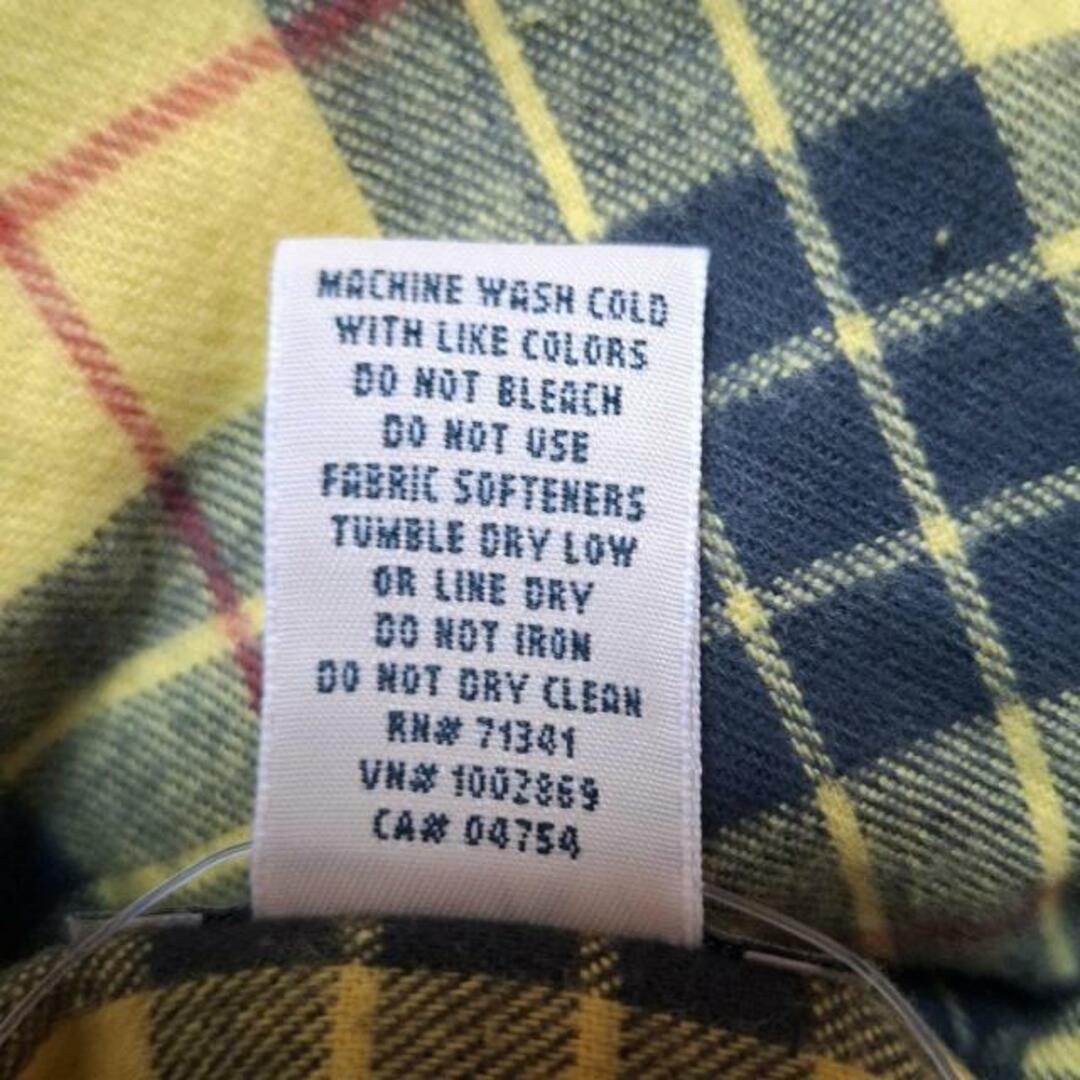 MACHINE WASH COLD
WITH LIKE COLORS
DO NOT BLEACH
DO NOT USE
FABRIC SOFTENERS
TUMBLE DRY LOW
OR LINE DRY
DO NOT IRON
DO NOT DRY CLEAN
RN# 71341
VN# 1002869
CA# 04754